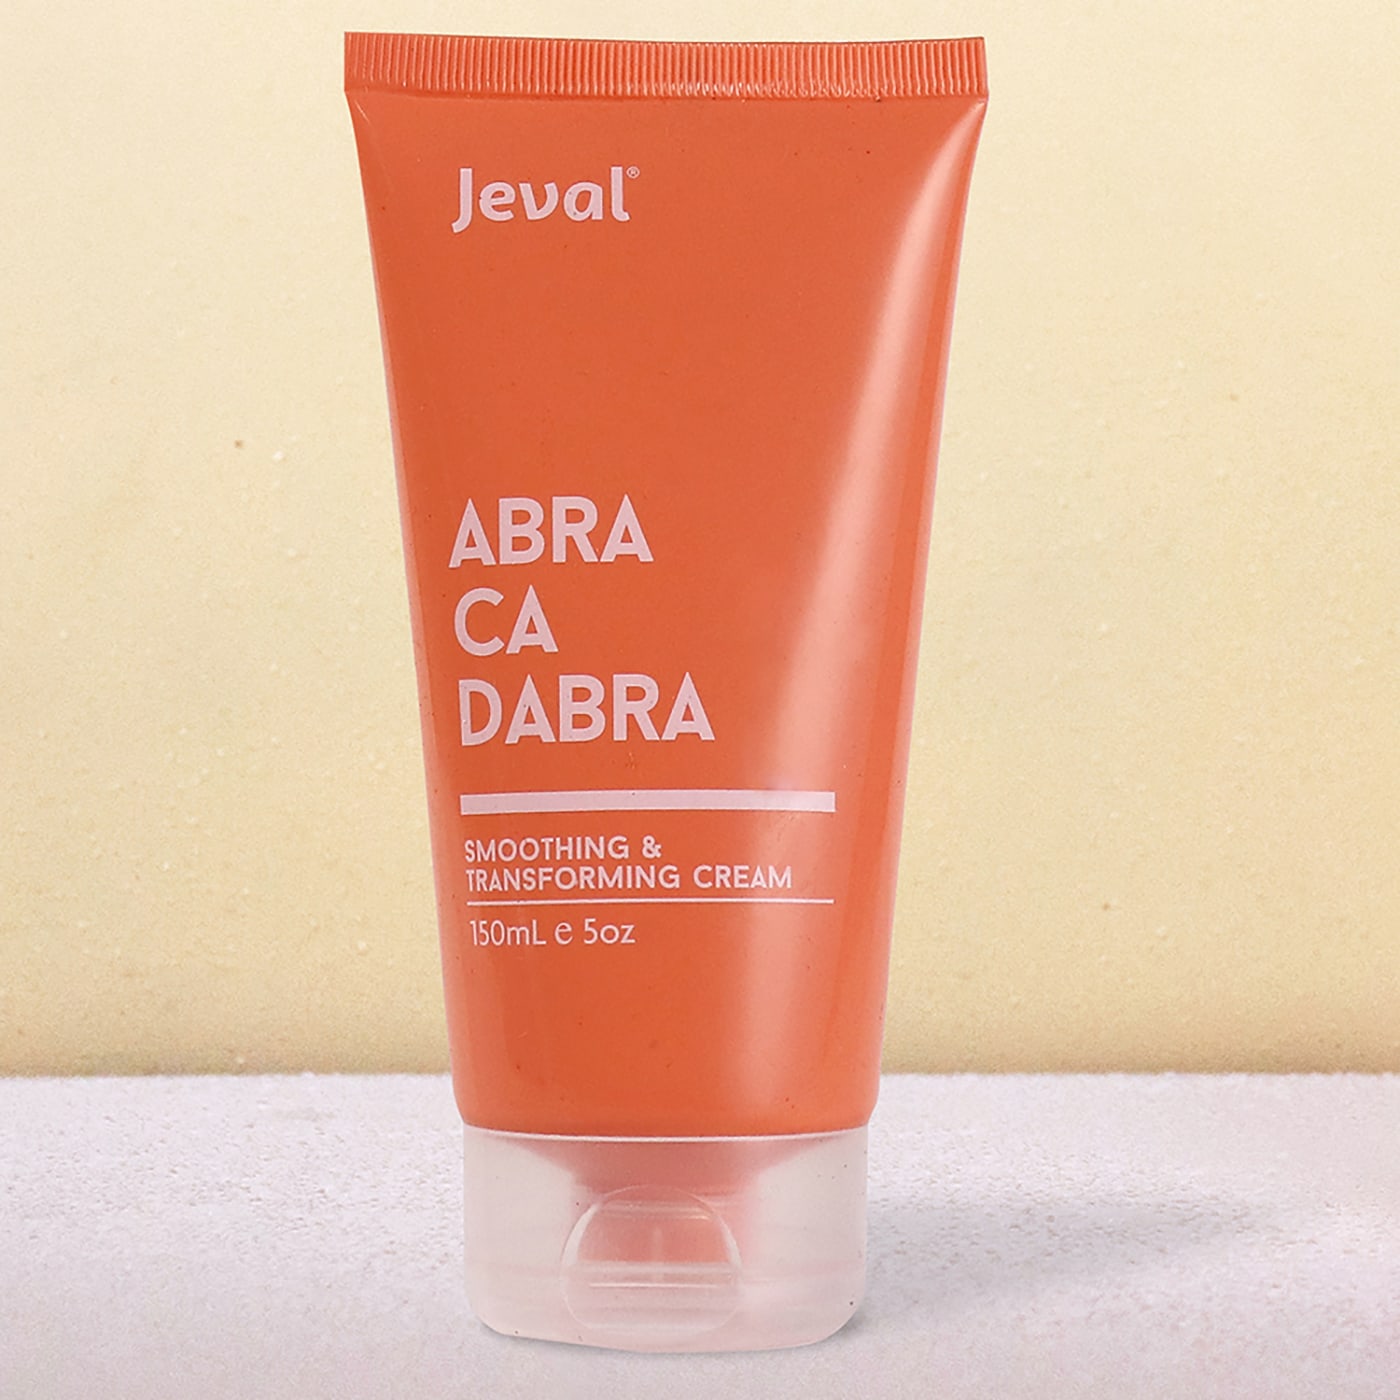 Jeval®
ABRA
CA
DABRA
SMOOTHING &
TRANSFORMING CREAM
150mL e 5oz